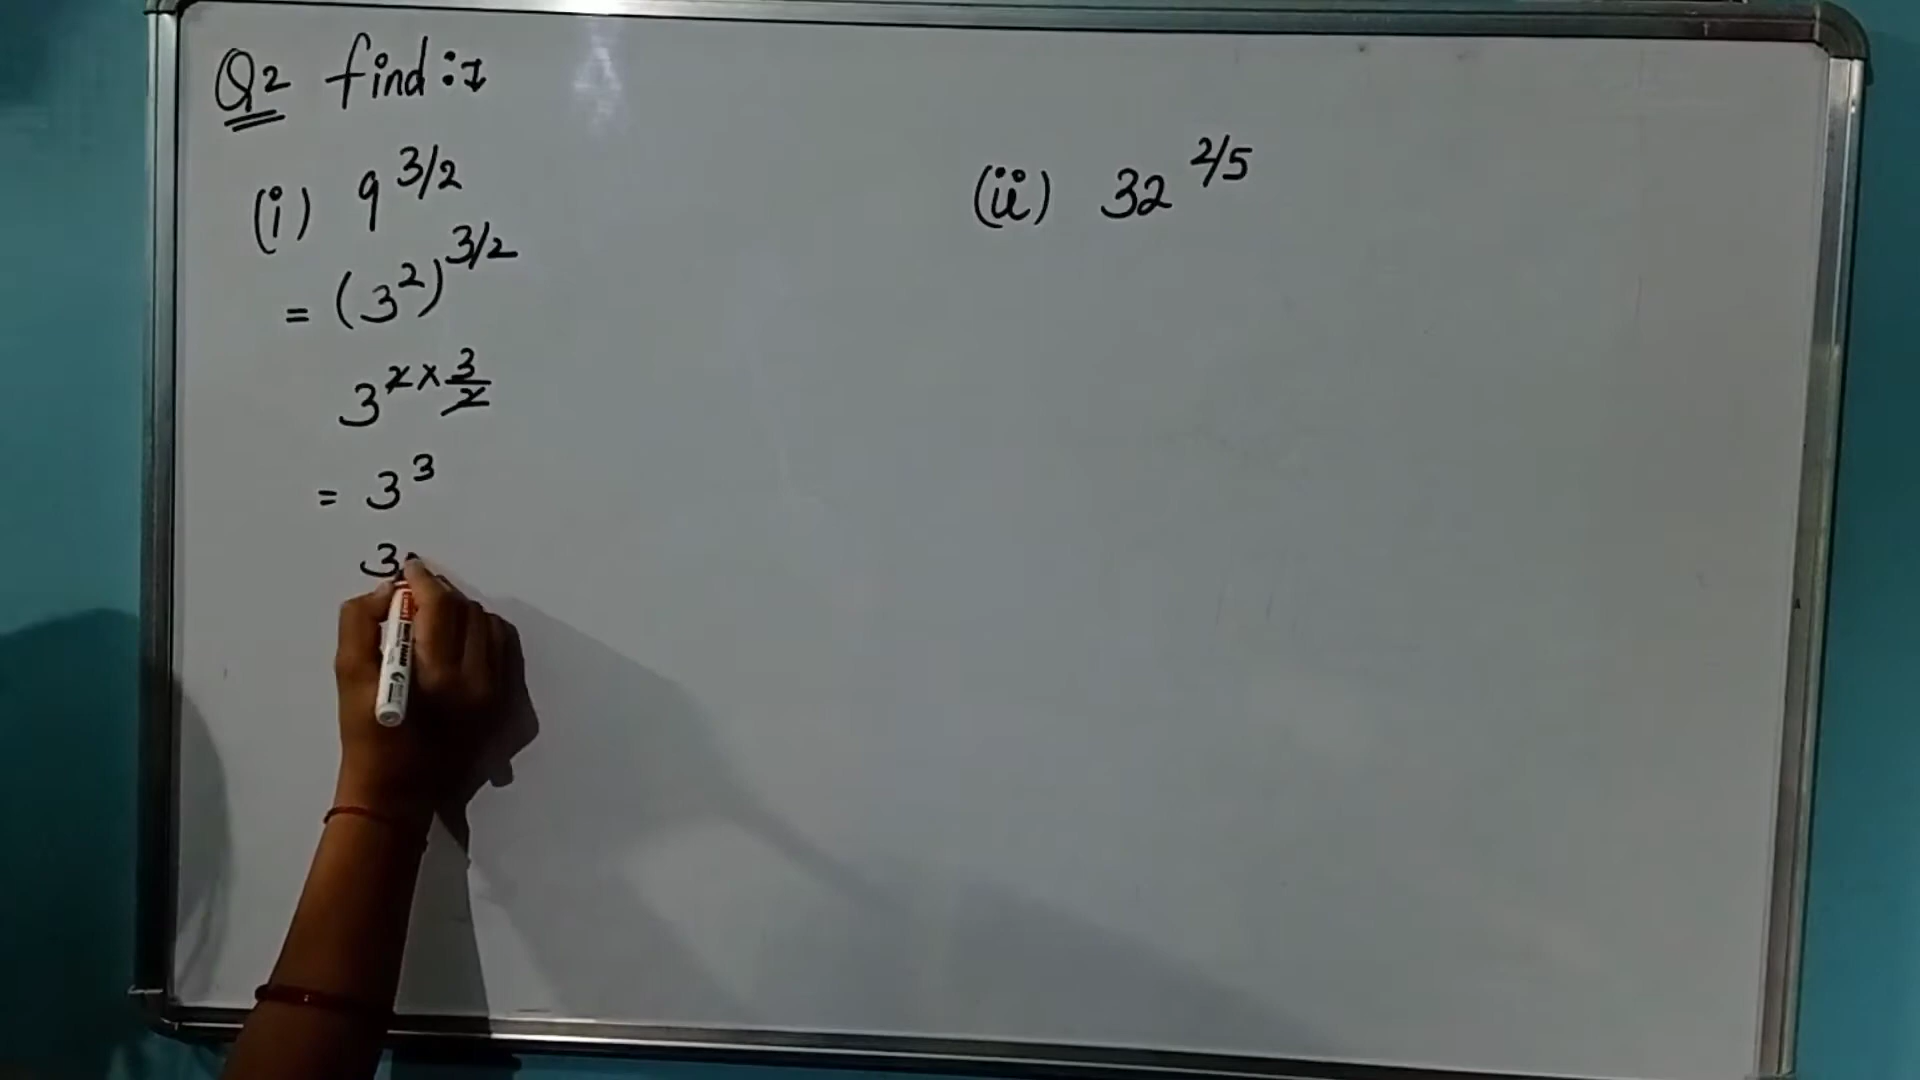 Q2 find :-
(i) 9^3/2
= (3^2)^3/2
3^2×3/2
= 3^3
3
(ii) 32^2/5